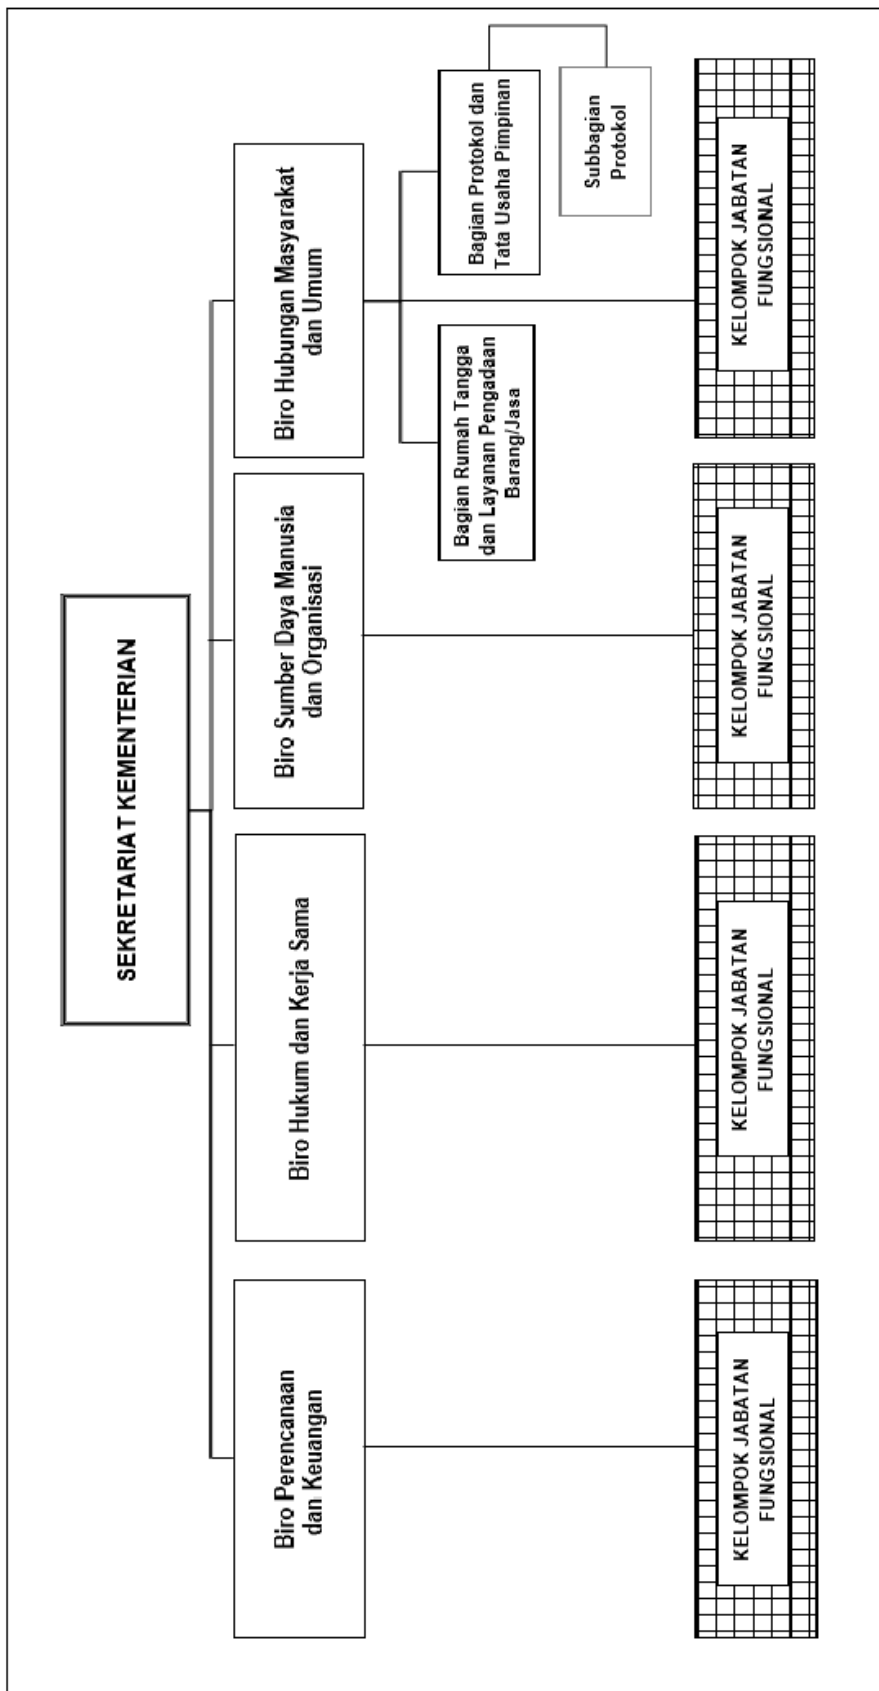 SEKRETARIAT KEMENTERIAN
Biro Perencanaan
dan Keuangan
Biro Hukum dan Kerja Sama
Biro Sumber Daya Manusia
dan Organisasi
Biro Hubungan Masyarakat
dan Umum
Bagian Rumah Tangga
dan Layanan Pengadaan
Barang/Jasa
Bagian Protokol dan
Tata Usaha Pimpinan
Subbagian
Protokol
KELOMPOK JABATAN
FUNGSIONAL
KELOMPOK JABATAN
FUNGSIONAL
KELOMPOK JABATAN
FUNGSIONAL
KELOMPOK JABATAN
FUNGSIONAL